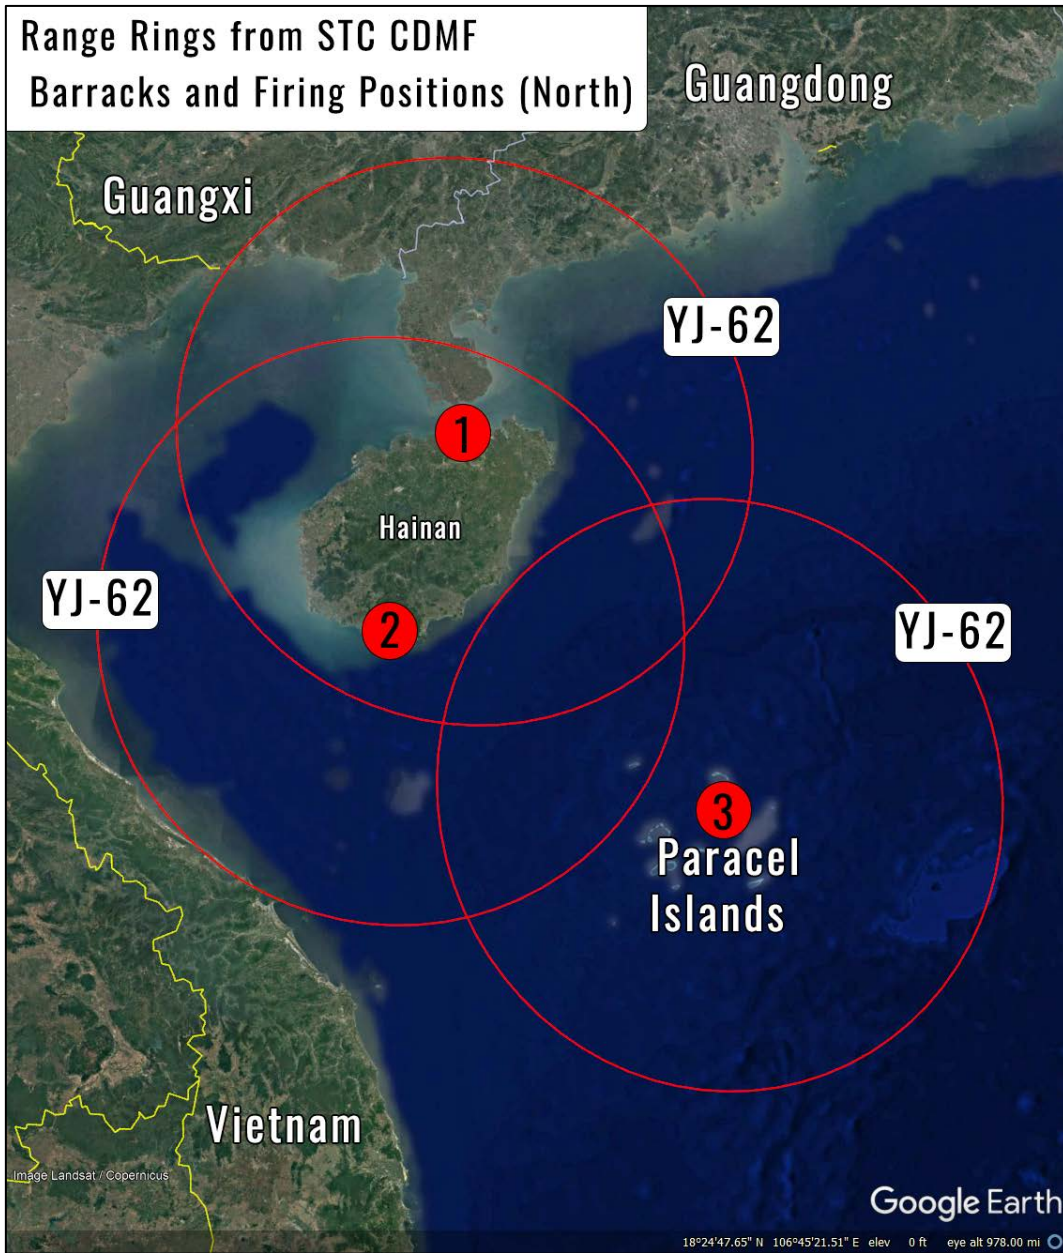 Range Rings from STC CDMF
Barracks and Firing Positions (North)
Guangdong
Guangxi
YJ-62
1
Hainan
YJ-62
2
YJ-62
3
Paracel
Islands
Vietnam
Image Landsat / Copernicus
Google Earth
18°24'47.65" N 106°45'21.51" E elev 0 ft eye alt 978.00 mi